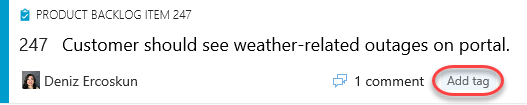 PRODUCT BACKLOG ITEM 247
247 Customer should see weather-related outages on portal.
Deniz Ercoskun 1 comment Add tag